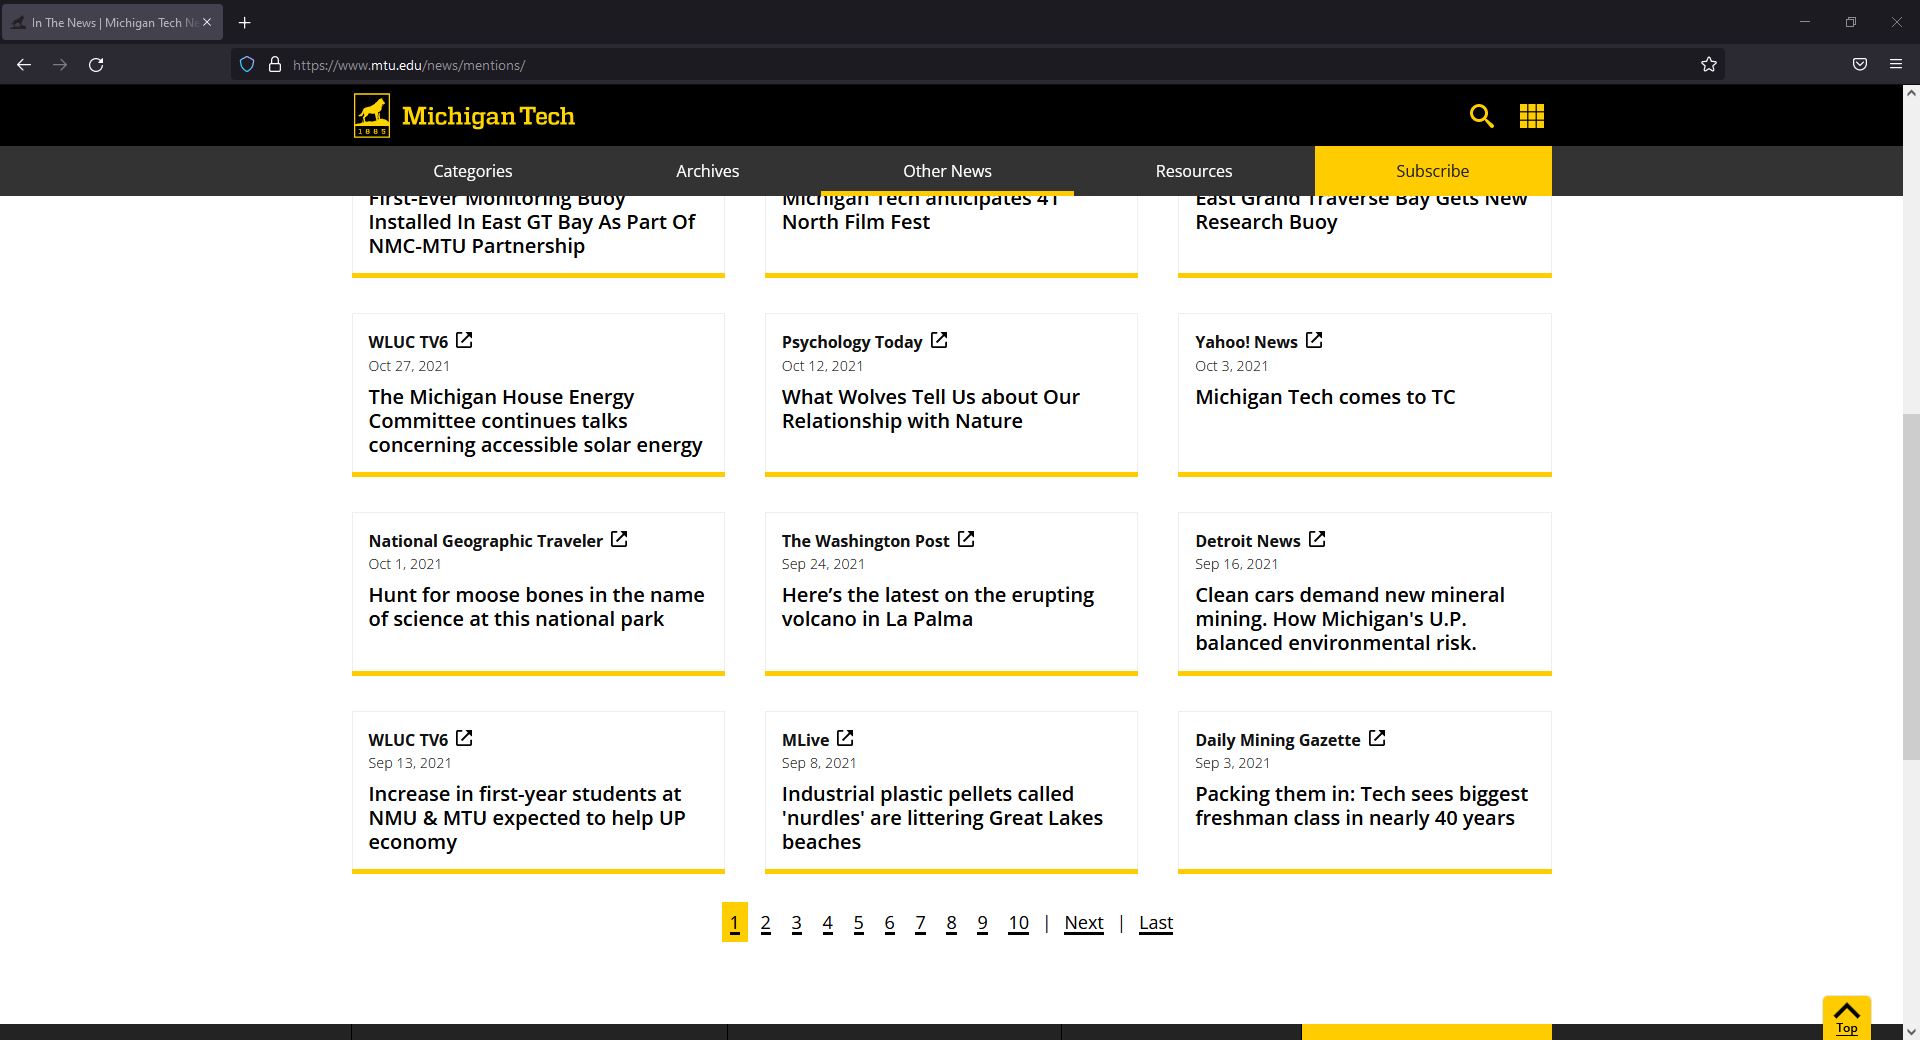 In The News | Michigan Tech Ne
https://www.mtu.edu/news/mentions/
1885
Michigan Tech
Categories
Archives
Other News
Resources
Subscribe
First-Ever Monitoring Buoy
Installed In East GT Bay As Part Of
NMC-MTU Partnership
Michigan Tech anticipates 41
North Film Fest
East Grand Traverse Bay Gets New
Research Buoy
WLUC TV6
Oct 27, 2021
The Michigan House Energy
Committee continues talks
concerning accessible solar energy
Psychology Today
Oct 12, 2021
What Wolves Tell Us about Our
Relationship with Nature
Yahoo! News
Oct 3, 2021
Michigan Tech comes to TC
National Geographic Traveler
Oct 1, 2021
Hunt for moose bones in the name
of science at this national park
The Washington Post
Sep 24, 2021
Here’s the latest on the erupting
volcano in La Palma
Detroit News
Sep 16, 2021
Clean cars demand new mineral
mining. How Michigan's U.P.
balanced environmental risk.
WLUC TV6
Sep 13, 2021
Increase in first-year students at
NMU & MTU expected to help UP
economy
MLive
Sep 8, 2021
Industrial plastic pellets called
'nurdles' are littering Great Lakes
beaches
Daily Mining Gazette
Sep 3, 2021
Packing them in: Tech sees biggest
freshman class in nearly 40 years
1 2 3 4 5 6 7 8 9 10 | Next | Last
Top